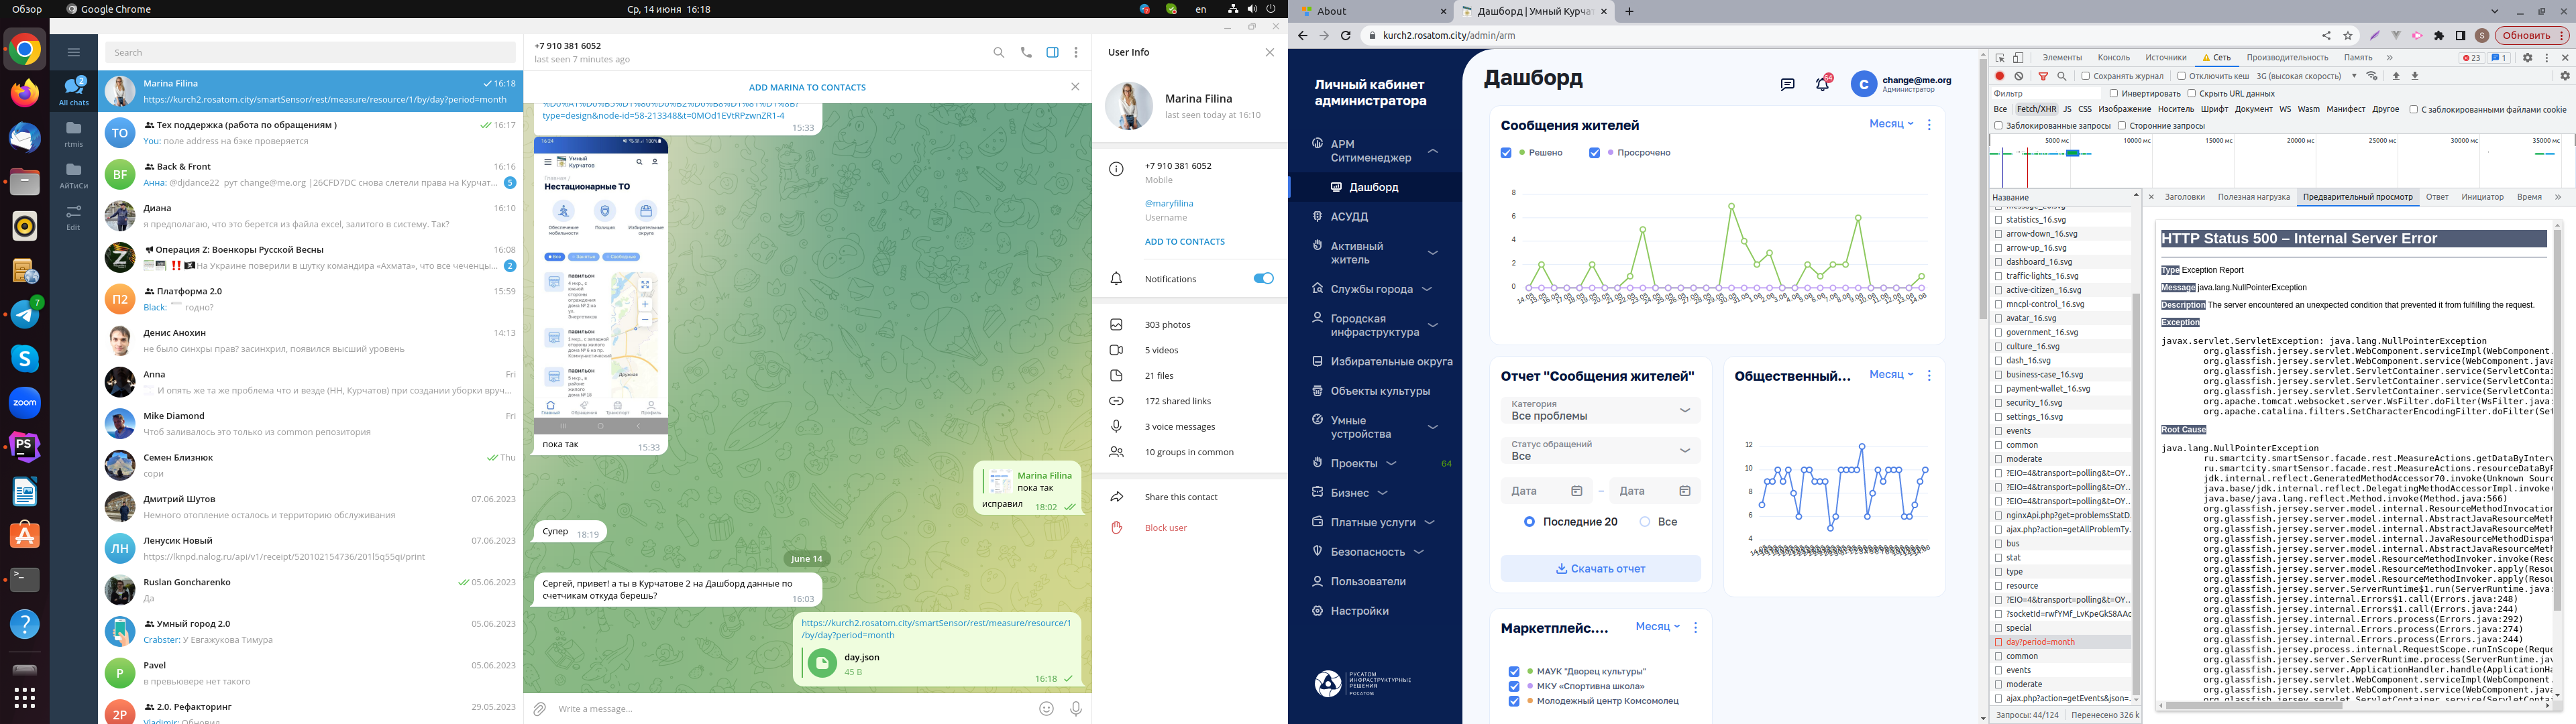 Обзор
Google Chrome
Ср, 14 июня 16:18
en
Search
All chats
2
rtmis
АйТиСи
Edit
Marina Filina
16:18
https://kurch2.rosatom.city/smartSensor/rest/measure/resource/1/by/day?period=month
ТО
Тех поддержка (работа по обращениям )
16:17
You: поле address на бэке проверяется
BF
Back & Front
16:16
Анна: @djdance22 рут change@me.org |26CFD7DC снова слетели права на Курчат...
5
Диана
16:10
я предполагаю, что это берется из файла excel, залитого в систему. Так?
Операция Z: Военкоры Русской Весны
16:08
На Украине поверили в шутку командира «Ахмата», что все чеченцы...
2
П2
Платформа 2.0
15:59
Black: годно?
Денис Анохин
14:13
не было синхры прав? засинхрил, появился высший уровень
Anna
Fri
И опять же та же проблема что и везде (НН, Курчатов) при создании уборки вруч...
Mike Diamond
Fri
Чтоб заливалось это только из common репозитория
Семен Близнюк
Thu
сори
Дмитрий Шутов
07.06.2023
Немного отопление осталось и территорию обслуживания
ЛН
Ленусик Новый
07.06.2023
https://lknpd.nalog.ru/api/v1/receipt/520102154736/201l5q55qi/print
Ruslan Goncharenko
05.06.2023
Да
Умный город 2.0
05.06.2023
Crabster: У Евгажукова Тимура
P
Pavel
05.06.2023
в превьювере нет такого
2P
2.0. Рефакторинг
29.05.2023
Vladimir: Обновил
+7 910 381 6052
last seen 7 minutes ago
ADD MARINA TO CONTACTS
type=design&node-id=58-213348&t=0MOd1EVtRPzwnZR1-4
15:33
Умный
Курчатов
Нестационарные ТО
пока так
15:33
Marina Filina
пока так
исправил
18:02
Супер
18:19
June 14
Сергей, привет! а ты в Курчатове 2 на Дашборд данные по
счетчикам откуда берешь?
16:03
https://kurch2.rosatom.city/smartSensor/rest/measure/resource/1
/by/day?period=month
day.json
45 B
16:18
Write a message...
User Info
Marina Filina
last seen today at 16:10
+7 910 381 6052
Mobile
@maryfilina
Username
ADD TO CONTACTS
Notifications
303 photos
5 videos
21 files
172 shared links
3 voice messages
10 groups in common
Share this contact
Block user
About
Дашборд | Умный Курчат
kurch2.rosatom.city/admin/arm
Обновить
Личный кабинет
администратора
АРМ
Ситименеджер
Дашборд
АСУДД
Активный
житель
Службы города
Городская
инфраструктура
Избирательные округа
Объекты культуры
Умные
устройства
Проекты
64
Бизнес
Платные услуги
Безопасность
Пользователи
Настройки
РУСАТОМ
ИНФРАСТРУКТУРНЫЕ
РЕШЕНИЯ
РОСАТОМ
Дашборд
64
C
change@me.org
Администратор
Сообщения жителей
Месяц
Решено
Просрочено
8
6
4
2
0
Отчет "Сообщения жителей"
Категория
Все проблемы
Статус обращений
Все
Дата
–
Дата
Последние 20
Все
Скачать отчет
Общественный...
Месяц
12
10
8
6
4
Маркетплейс....
Месяц
МАУК "Дворец культуры"
МКУ «Спортивна школа»
Молодежный центр Комсомолец
Элементы
Консоль
Источники
Сеть
Производительность
Память
23
1
Сохранять журнал
Отключить кеш
3G (высокая скорость)
Фильтр
Инвертировать
Скрыть URL данных
Все
Fetch/XHR
JS
CSS
Изображение
Носитель
Шрифт
Документ
WS
Wasm
Манифест
Другое
С заблокированными файлами cookie
Заблокированные запросы
Сторонние запросы
5000 мс
10000 мс
15000 мс
20000 мс
25000 мс
30000 мс
35000 мс
Название
Заголовки
Полезная нагрузка
Предварительный просмотр
Ответ
Инициатор
Время
statistics_16.svg
arrow-down_16.svg
arrow-up_16.svg
dashboard_16.svg
traffic-lights_16.svg
active-citizen_16.svg
mncpl-control_16.svg
avatar_16.svg
government_16.svg
culture_16.svg
dash_16.svg
business-case_16.svg
payment-wallet_16.svg
security_16.svg
settings_16.svg
events
common
moderate
?EIO=4&transport=polling&t=OY...
?EIO=4&transport=polling&t=OY...
?EIO=4&transport=polling&t=OY...
nginxApi.php?get=problemsStatD...
ajax.php?action=getAllProblemTy...
bus
stat
type
resource
?EIO=4&transport=polling&t=OY...
?socketId=rwfYMf_LvKpeGkS8AAc
special
day?period=month
common
events
moderate
ajax.php?action=getEvents&json=...
Запросы: 44/124
Перенесено 326 k
HTTP Status 500 – Internal Server Error
Type Exception Report
Message java.lang.NullPointerException
Description The server encountered an unexpected condition that prevented it from fulfilling the request.
Exception
javax.servlet.ServletException: java.lang.NullPointerException
org.glassfish.jersey.servlet.WebComponent.serviceImpl(WebComponent.
org.glassfish.jersey.servlet.WebComponent.service(WebComponent.java
org.glassfish.jersey.servlet.ServletContainer.service(ServletContai
org.glassfish.jersey.servlet.ServletContainer.service(ServletContai
org.glassfish.jersey.servlet.ServletContainer.service(ServletContai
org.apache.tomcat.websocket.server.WsFilter.doFilter(WsFilter.java:
org.apache.catalina.filters.SetCharacterEncodingFilter.doFilter(Set
Root Cause
java.lang.NullPointerException
ru.smartcity.smartSensor.facade.rest.MeasureActions.getDataByInterv
ru.smartcity.smartSensor.facade.rest.MeasureActions.resourceDataByP
jdk.internal.reflect.GeneratedMethodAccessor70.invoke(Unknown Sourc
java.base/jdk.internal.reflect.DelegatingMethodAccessorImpl.invoke(
java.base/java.lang.reflect.Method.invoke(Method.java:566)
org.glassfish.jersey.server.model.internal.ResourceMethodInvocation
org.glassfish.jersey.server.model.internal.AbstractJavaResourceMeth
org.glassfish.jersey.server.model.internal.AbstractJavaResourceMeth
org.glassfish.jersey.server.model.internal.JavaResourceMethodDispat
org.glassfish.jersey.server.model.internal.AbstractJavaResourceMeth
org.glassfish.jersey.server.model.ResourceMethodInvoker.invoke(Reso
org.glassfish.jersey.server.model.ResourceMethodInvoker.apply(Resou
org.glassfish.jersey.server.model.ResourceMethodInvoker.apply(Resou
org.glassfish.jersey.server.ServerRuntime$1.run(ServerRuntime.java:
org.glassfish.jersey.internal.Errors$1.call(Errors.java:248)
org.glassfish.jersey.internal.Errors$1.call(Errors.java:244)
org.glassfish.jersey.internal.Errors.process(Errors.java:292)
org.glassfish.jersey.internal.Errors.process(Errors.java:274)
org.glassfish.jersey.internal.Errors.process(Errors.java:244)
org.glassfish.jersey.process.internal.RequestScope.runInScope(Reque
org.glassfish.jersey.server.ServerRuntime.process(ServerRuntime.jav
org.glassfish.jersey.server.ApplicationHandler.handle(ApplicationHa
org.glassfish.jersey.servlet.WebComponent.serviceImpl(WebComponent.
org.glassfish.jersey.servlet.WebComponent.service(WebComponent.java